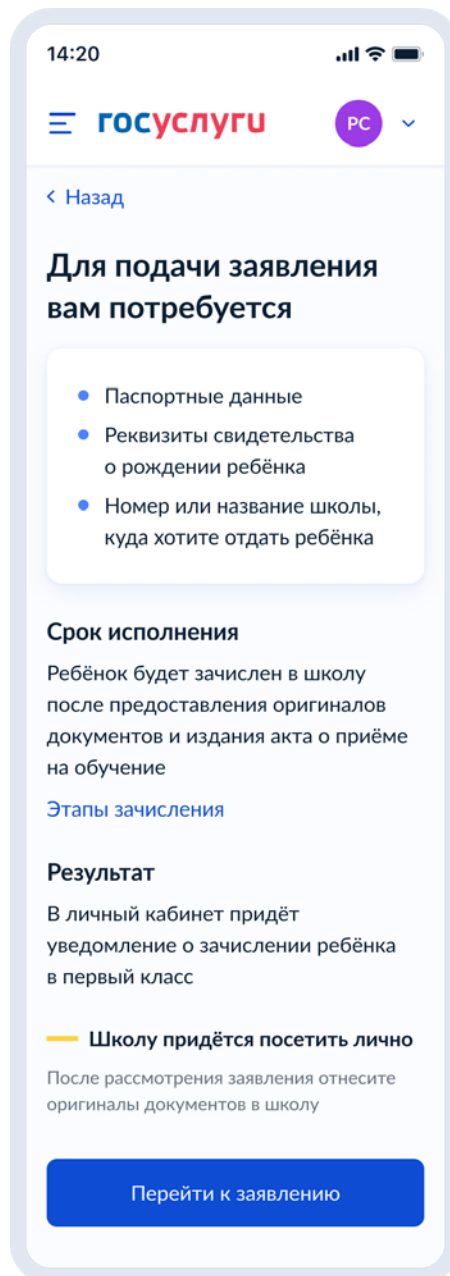 14:20
госуслуги
РС
Назад
Для подачи заявления
вам потребуется
Паспортные данные
Реквизиты свидетельства
о рождении ребёнка
Номер или название школы,
куда хотите отдать ребёнка
Срок исполнения
Ребёнок будет зачислен в школу
после предоставления оригиналов
документов и издания акта о приёме
на обучение
Этапы зачисления
Результат
В личный кабинет придёт
уведомление о зачислении ребёнка
в первый класс
Школу придётся посетить лично
После рассмотрения заявления отнесите
оригиналы документов в школу
Перейти к заявлению